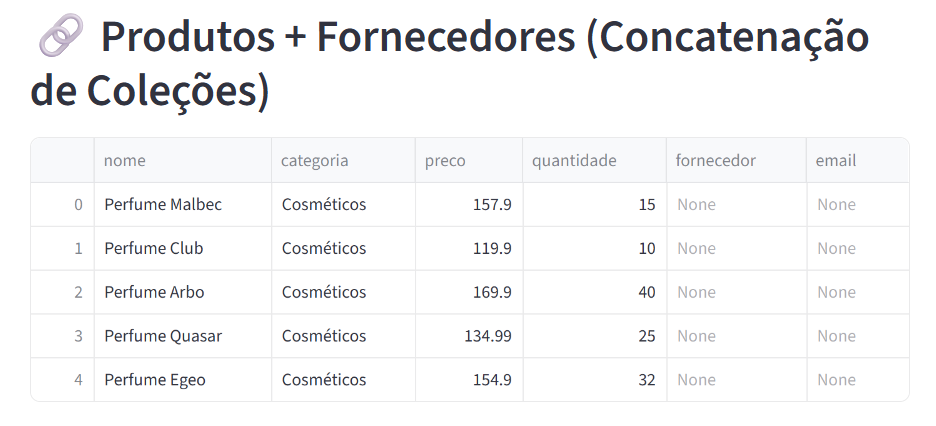 🔗 Produtos + Fornecedores (Concatenação
de Coleções)
nome categoria preco quantidade fornecedor email
0 Perfume Malbec Cosméticos 157.9 15 None None
1 Perfume Club Cosméticos 119.9 10 None None
2 Perfume Arbo Cosméticos 169.9 40 None None
3 Perfume Quasar Cosméticos 134.99 25 None None
4 Perfume Egeo Cosméticos 154.9 32 None None